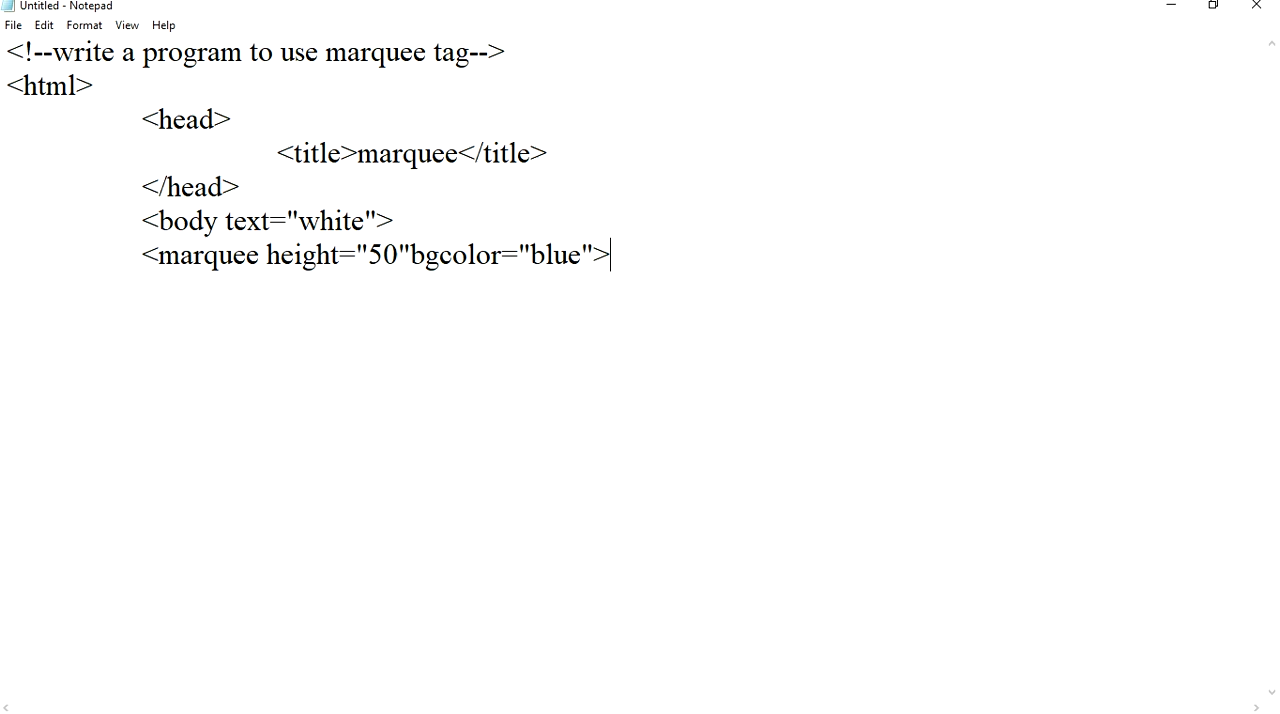 Untitled - Notepad
File Edit Format View Help
<!--write a program to use marquee tag-->
<html>
<head>
<title>marquee</title>
</head>
<body text="white">
<marquee height="50"bgcolor="blue">